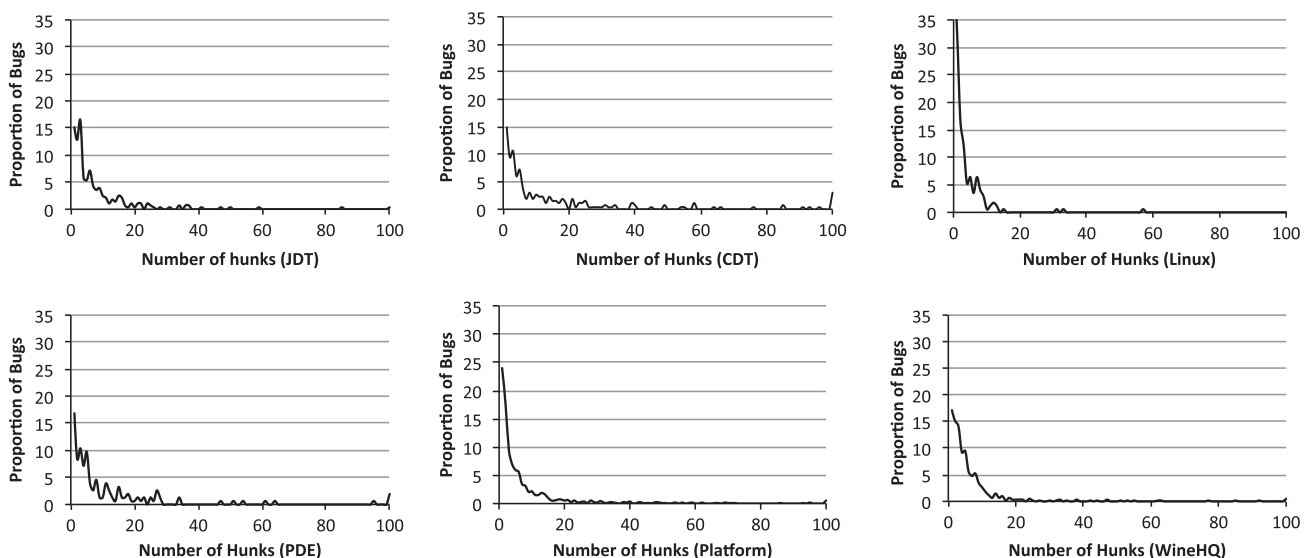 Proportion of Bugs
35
30
25
20
15
10
5
0
0 20 40 60 80 100
Number of hunks (JDT)
Propotion of Bugs
35
30
25
20
15
10
5
0
0 20 40 60 80 100
Number of Hunks (CDT)
Proportion of Bugs
35
30
25
20
15
10
5
0
0 20 40 60 80 100
Number of Hunks (Linux)
Proportion of Bugs
35
30
25
20
15
10
5
0
0 20 40 60 80 100
Number of Hunks (PDE)
Proportion of Bugs
35
30
25
20
15
10
5
0
0 20 40 60 80 100
Number of Hunks (Platform)
Proportion of Bugs
35
30
25
20
15
10
5
0
0 20 40 60 80 100
Number of Hunks (WineHQ)